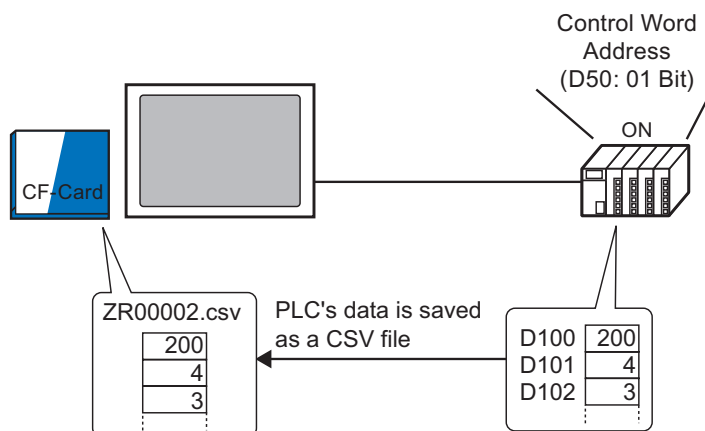 Control Word
Address
(D50: 01 Bit)
ON
CF-Card
ZR00002.csv
200
4
3
PLC's data is saved
as a CSV file
D100 200
D101 4
D102 3